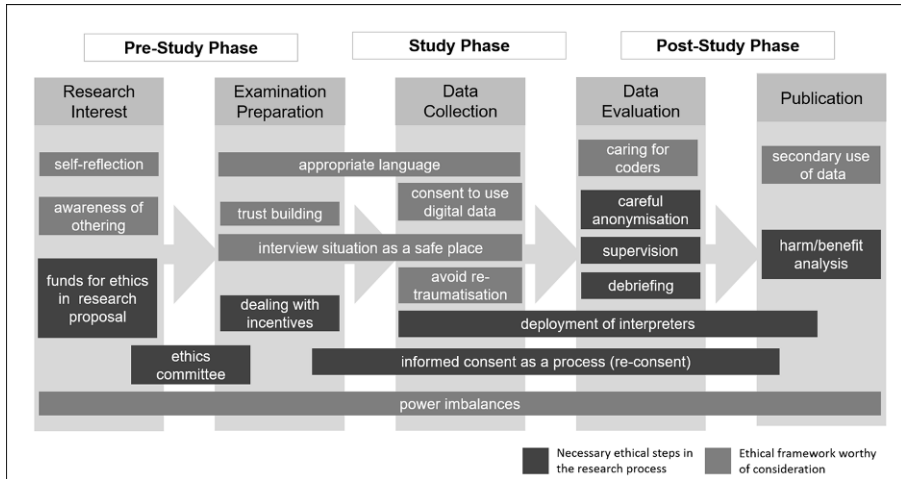 Pre-Study Phase
Study Phase
Post-Study Phase
Research
Interest
Examination
Preparation
Data
Collection
Data
Evaluation
Publication
self-reflection
appropriate language
caring for
coders
secondary use
of data
awareness of
othering
trust building
consent to use
digital data
careful
anonymisation
interview situation as a safe place
supervision
harm/benefit
analysis
funds for ethics
in research
proposal
avoid re-
traumatisation
debriefing
dealing with
incentives
deployment of interpreters
ethics
committee
informed consent as a process (re-consent)
power imbalances
Necessary ethical steps in
the research process
Ethical framework worthy
of consideration